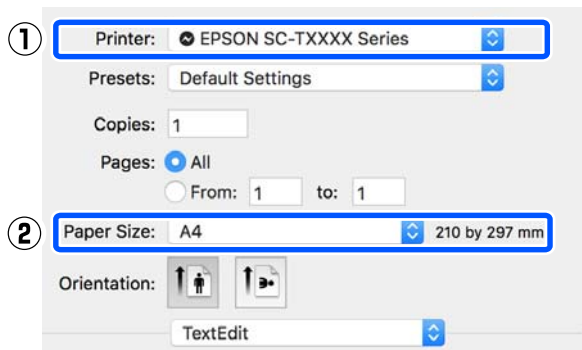 ① Printer: EPSON SC-TXXXX Series
Presets: Default Settings
Copies: 1
Pages: All
From: 1 to: 1
② Paper Size: A4 210 by 297 mm
Orientation:
TextEdit